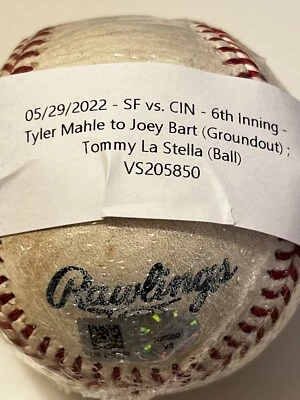 05/29/2022 - SF vs. CIN - 6th Inning -
Tyler Mahle to Joey Bart (Groundout) ;
Tommy La Stella (Ball)
VS205850
Rawlings